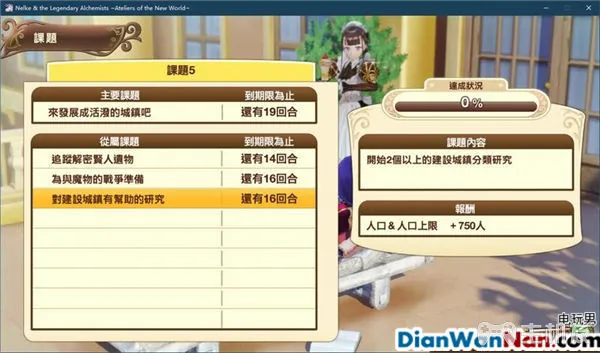 Nelke & the Legendary Alchemists ~Ateliers of the New World~
課題
課題5
主要課題 到期限為止
來發展成活潑的城鎮吧 還有19回合
從屬課題 到期限為止
追蹤解密賢人遺物 還有14回合
為與魔物的戰爭準備 還有16回合
對建設城鎮有幫助的研究 還有16回合
達成狀況
0 %
課題內容
開始2個以上的建設城鎮分類研究
報酬
人口＆人口上限 +750人
电玩男
DianWanNan.com